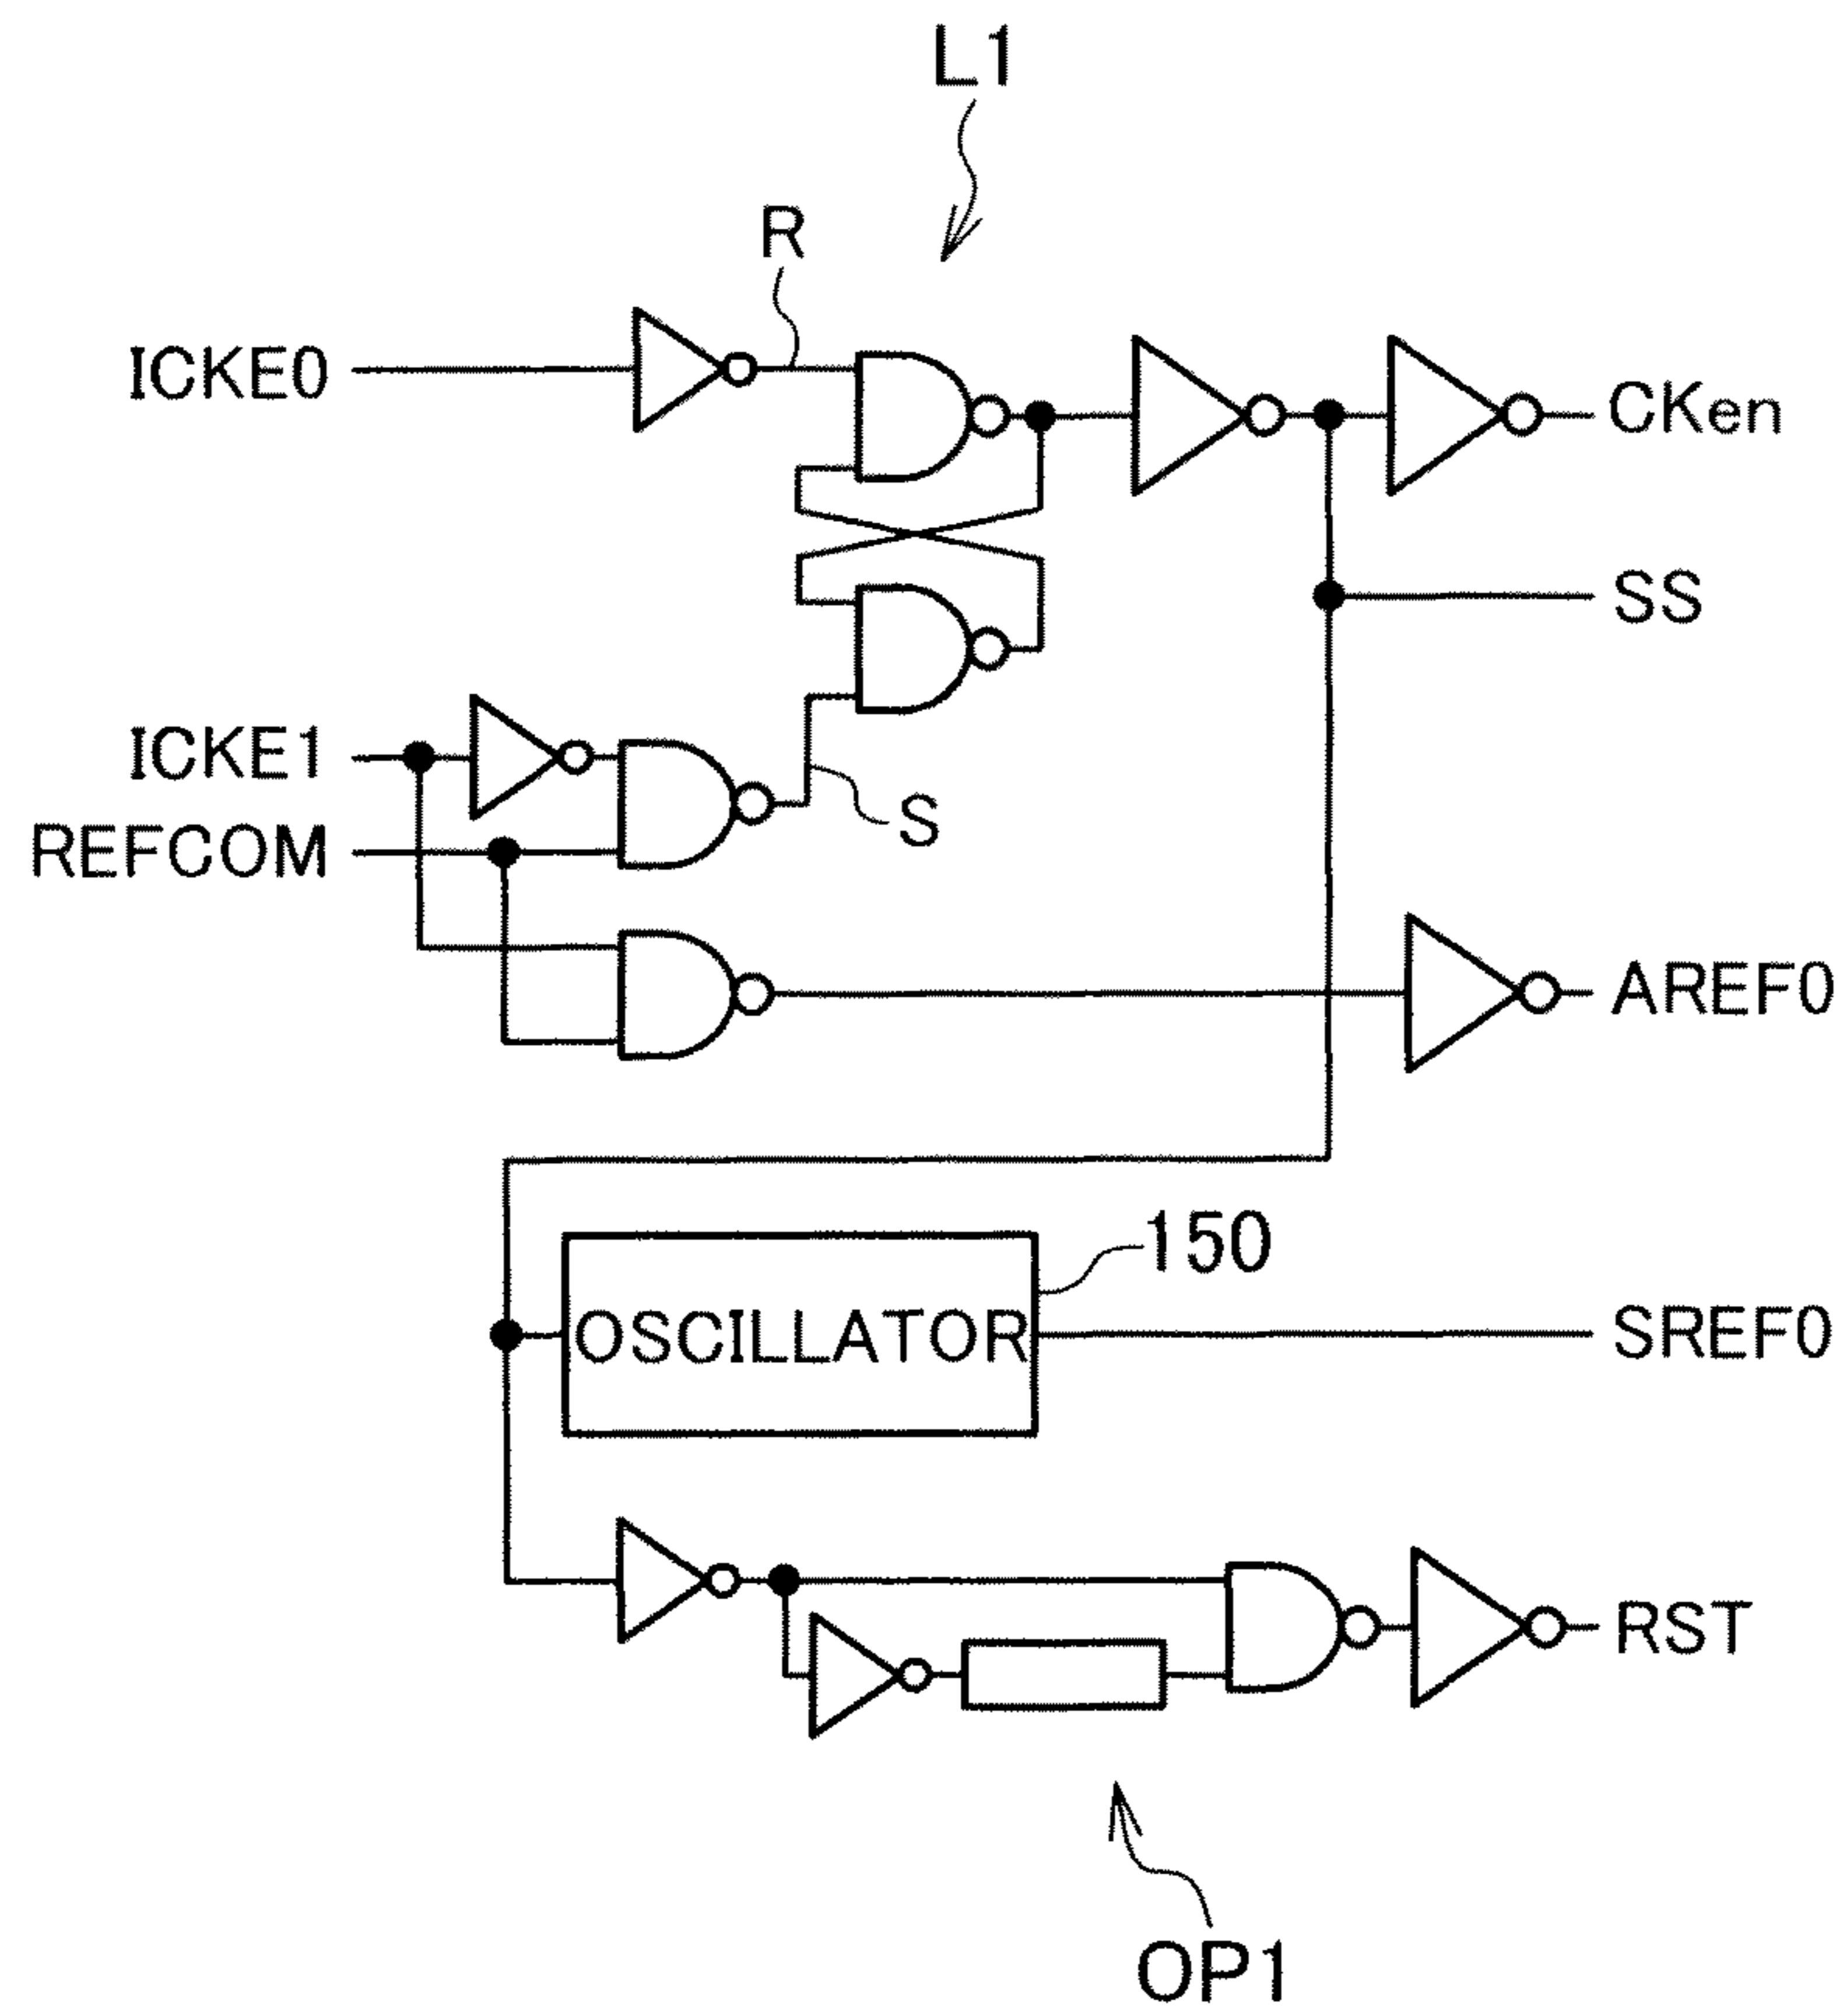 L1
R
ICKE0
CKen
SS
ICKE1
S
REFCOM
AREF0
150
OSCILLATOR
SREF0
RST
OP1